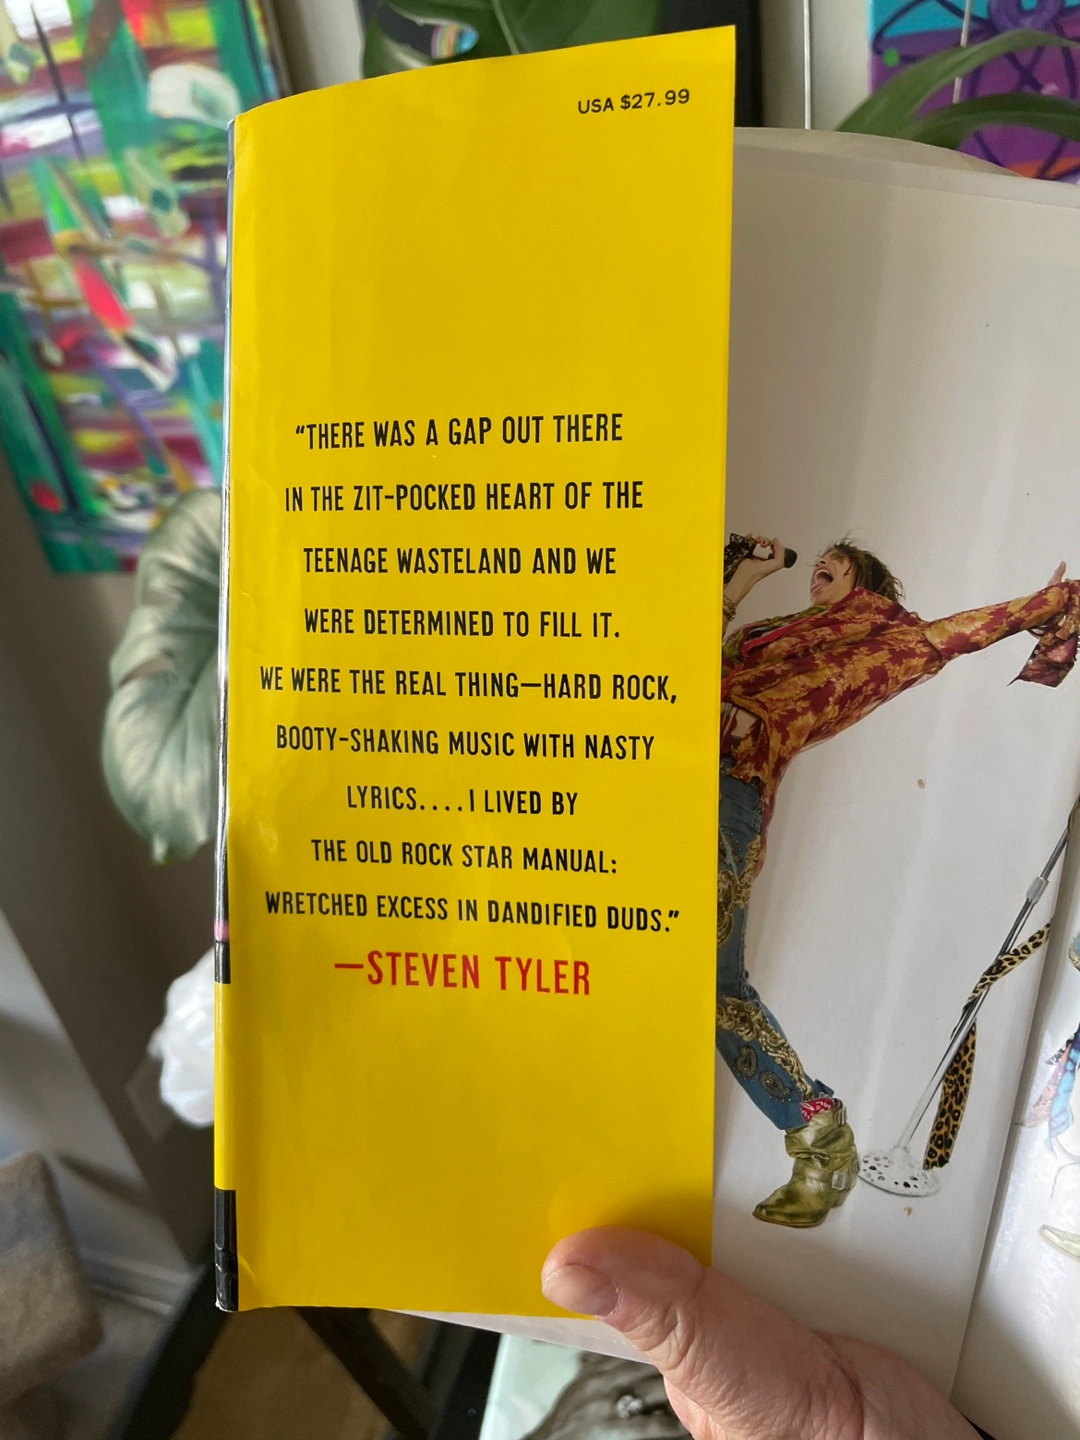 USA $27.99
“THERE WAS A GAP OUT THERE
IN THE ZIT-POCKED HEART OF THE
TEENAGE WASTELAND AND WE
WERE DETERMINED TO FILL IT.
WE WERE THE REAL THING—HARD ROCK,
BOOTY-SHAKING MUSIC WITH NASTY
LYRICS....I LIVED BY
THE OLD ROCK STAR MANUAL:
WRETCHED EXCESS IN DANDIFIED DUDS.”
—STEVEN TYLER